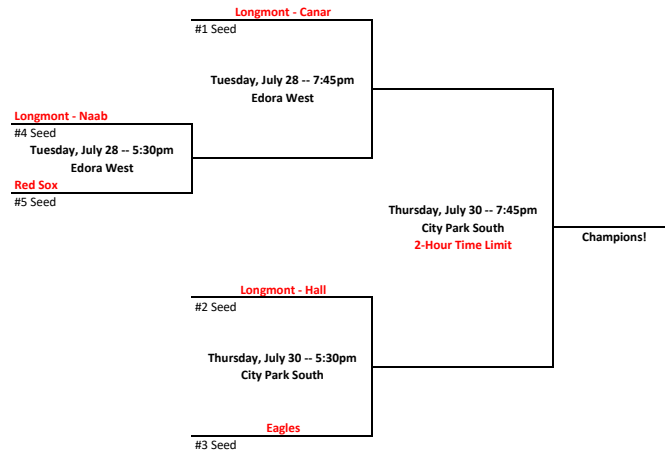 Longmont - Canar
#1 Seed
Tuesday, July 28 -- 7:45pm
Edora West
Longmont - Naab
#4 Seed
Tuesday, July 28 -- 5:30pm
Edora West
Red Sox
#5 Seed
Thursday, July 30 -- 7:45pm
City Park South
2-Hour Time Limit
Champions!
Longmont - Hall
#2 Seed
Thursday, July 30 -- 5:30pm
City Park South
Eagles
#3 Seed